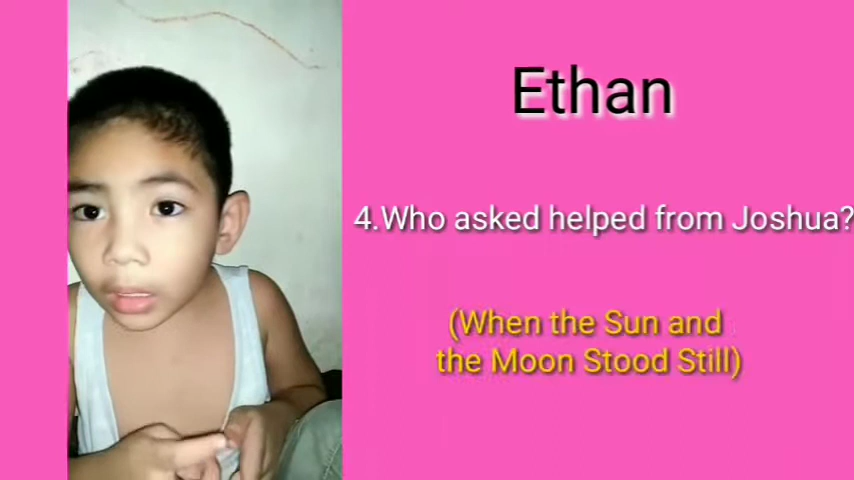 Ethan
4.Who asked helped from Joshua?
(When the Sun and
the Moon Stood Still)